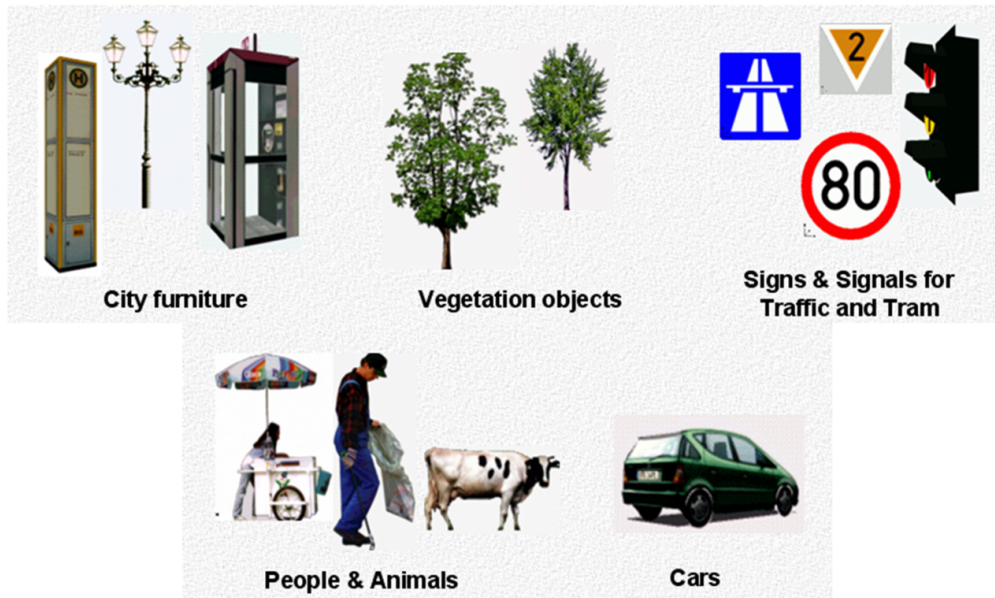 H
2
80
City furniture
Vegetation objects
Signs & Signals for
Traffic and Tram
People & Animals
Cars